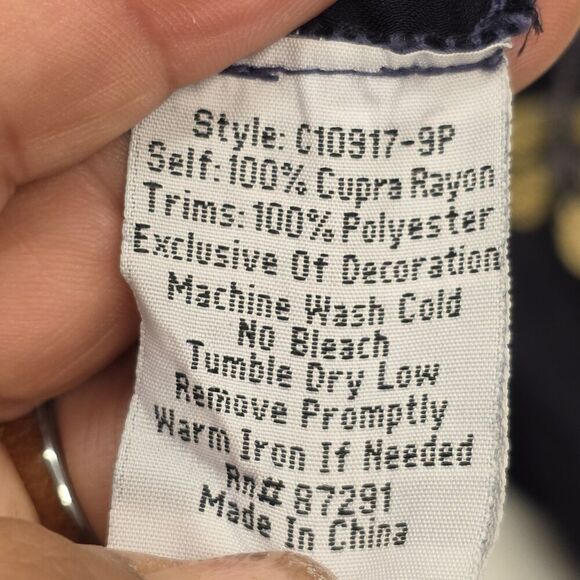 Style: C10917-9P
Self: 100% Cupra Rayon
Trims: 100% Polyester
Exclusive Of Decoration
Machine Wash Cold
No Bleach
Tumble Dry Low
Remove Promptly
Warm Iron If Needed
Rn# 87291
Made In China